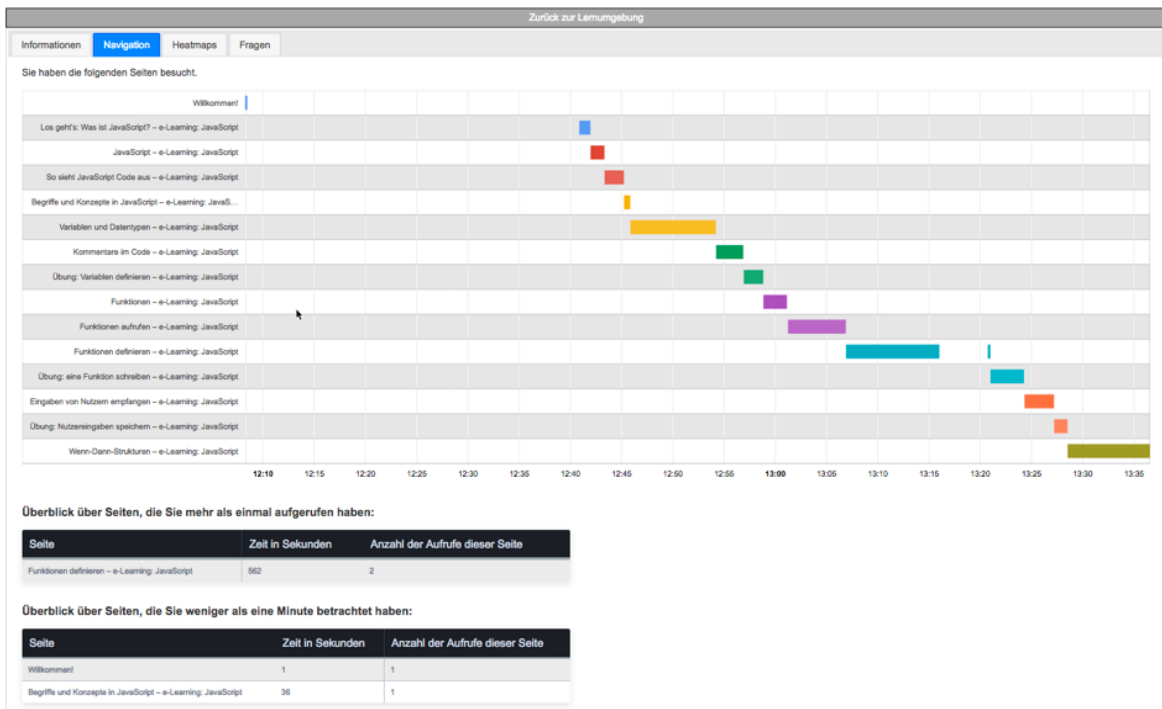 Zurück zur Lernumgebung
Informationen Navigation Heatmaps Fragen
Sie haben die folgenden Seiten besucht.
Willkommen!
Los geht's: Was ist JavaScript? – e-Learning: JavaScript
JavaScript – e-Learning: JavaScript
So sieht JavaScript Code aus – e-Learning: JavaScript
Begriffe und Konzepte in JavaScript – e-Learning: JavaS...
Variablen und Datentypen – e-Learning: JavaScript
Kommentare im Code – e-Learning: JavaScript
Übung: Variablen definieren – e-Learning: JavaScript
Funktionen – e-Learning: JavaScript
Funktionen aufrufen – e-Learning: JavaScript
Funktionen definieren – e-Learning: JavaScript
Übung: eine Funktion schreiben – e-Learning: JavaScript
Eingaben von Nutzern empfangen – e-Learning: JavaScript
Übung: Nutzereingaben speichern – e-Learning: JavaScript
Wenn-Dann-Strukturen – e-Learning: JavaScript
12:10 12:15 12:20 12:25 12:30 12:35 12:40 12:45 12:50 12:55 13:00 13:05 13:10 13:15 13:20 13:25 13:30 13:35
Überblick über Seiten, die Sie mehr als einmal aufgerufen haben:
Seite Zeit in Sekunden Anzahl der Aufrufe dieser Seite
Funktionen definieren – e-Learning: JavaScript 562 2
Überblick über Seiten, die Sie weniger als eine Minute betrachtet haben:
Seite Zeit in Sekunden Anzahl der Aufrufe dieser Seite
Willkommen! 1 1
Begriffe und Konzepte in JavaScript – e-Learning: JavaScript 36 1